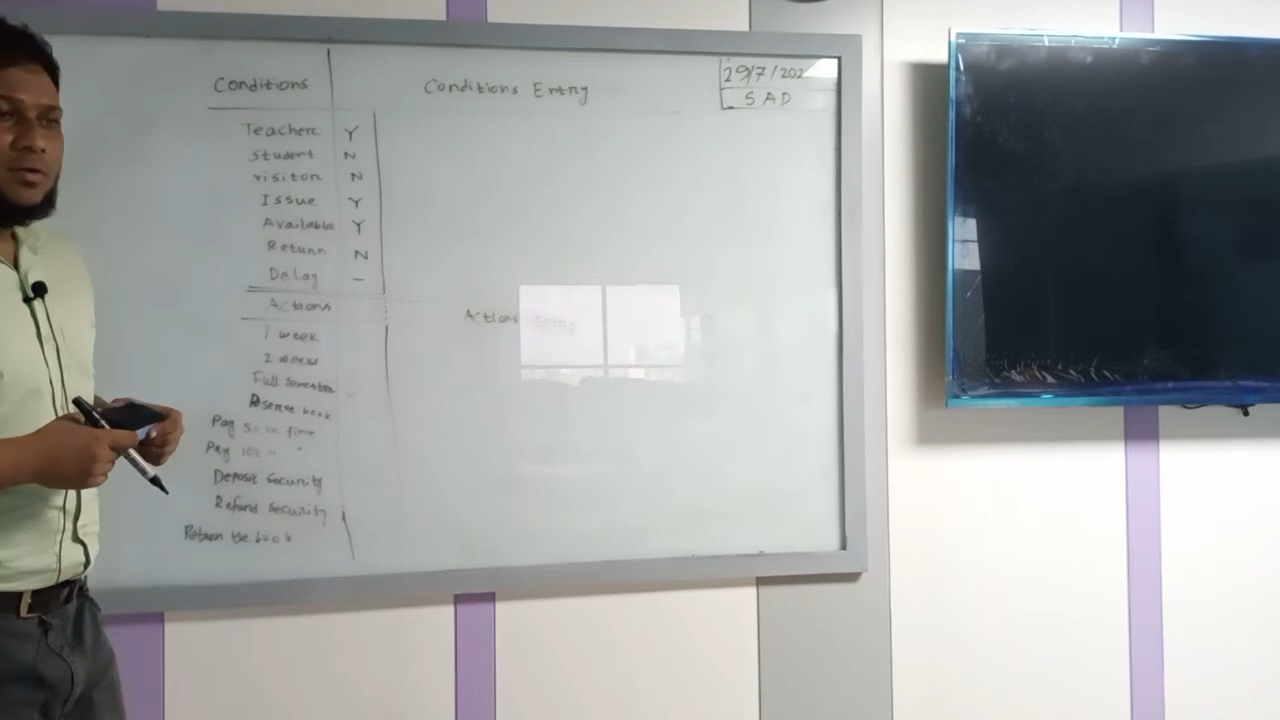 Conditions
Conditions Entry
29/7/202
SAD
Teacher Y
Student N
visitor N
Issue Y
Available Y
Return N
Delay –
Actions
Actions Entry
1 week
2 week
Full semester
Reserve book
Pay fine
Pay 100 " "
Deposit security
Refund security
Return the book